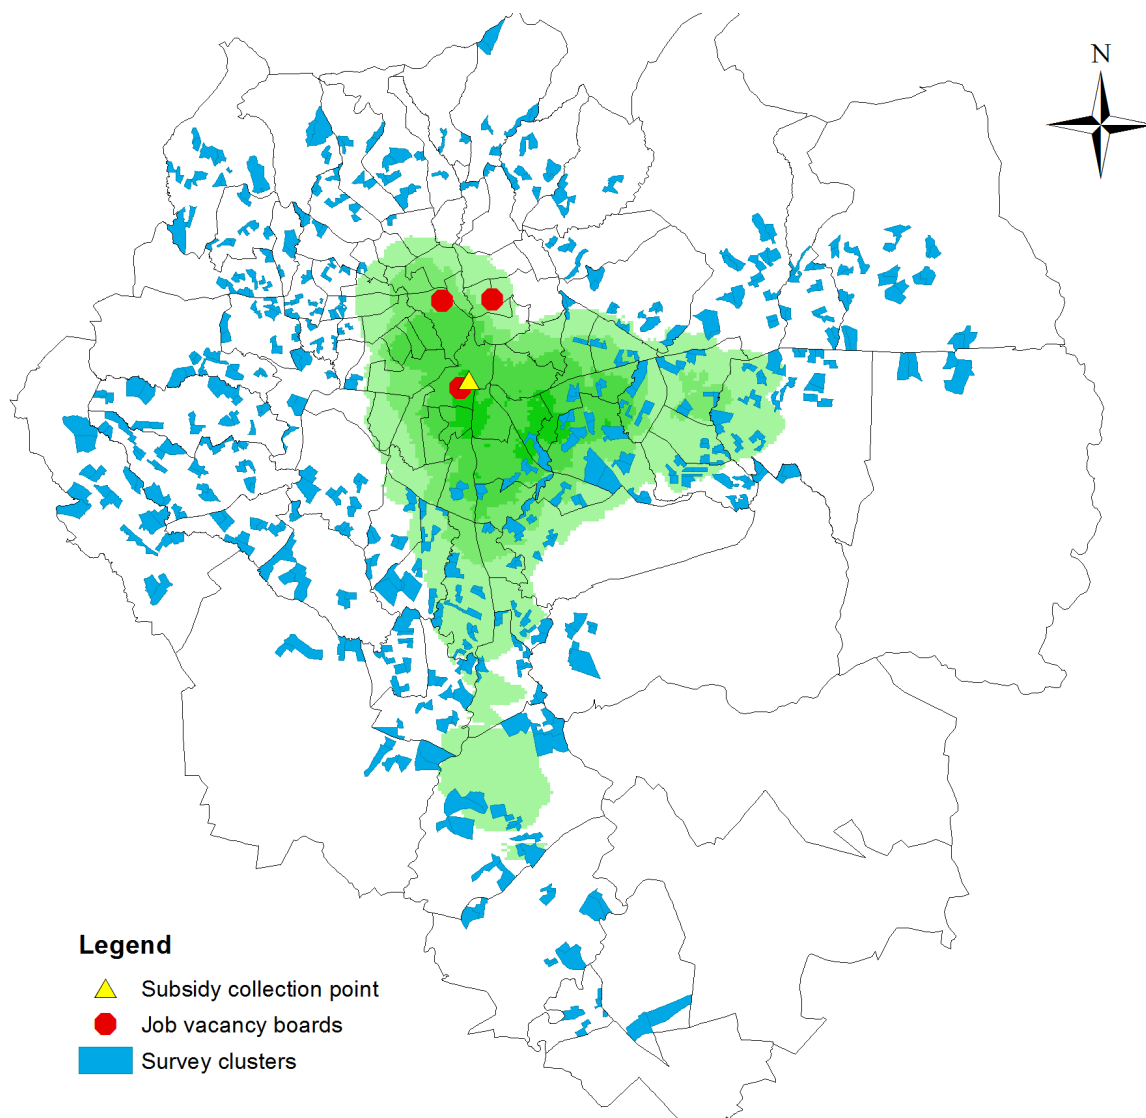 N
Legend
Subsidy collection point
Job vacancy boards
Survey clusters